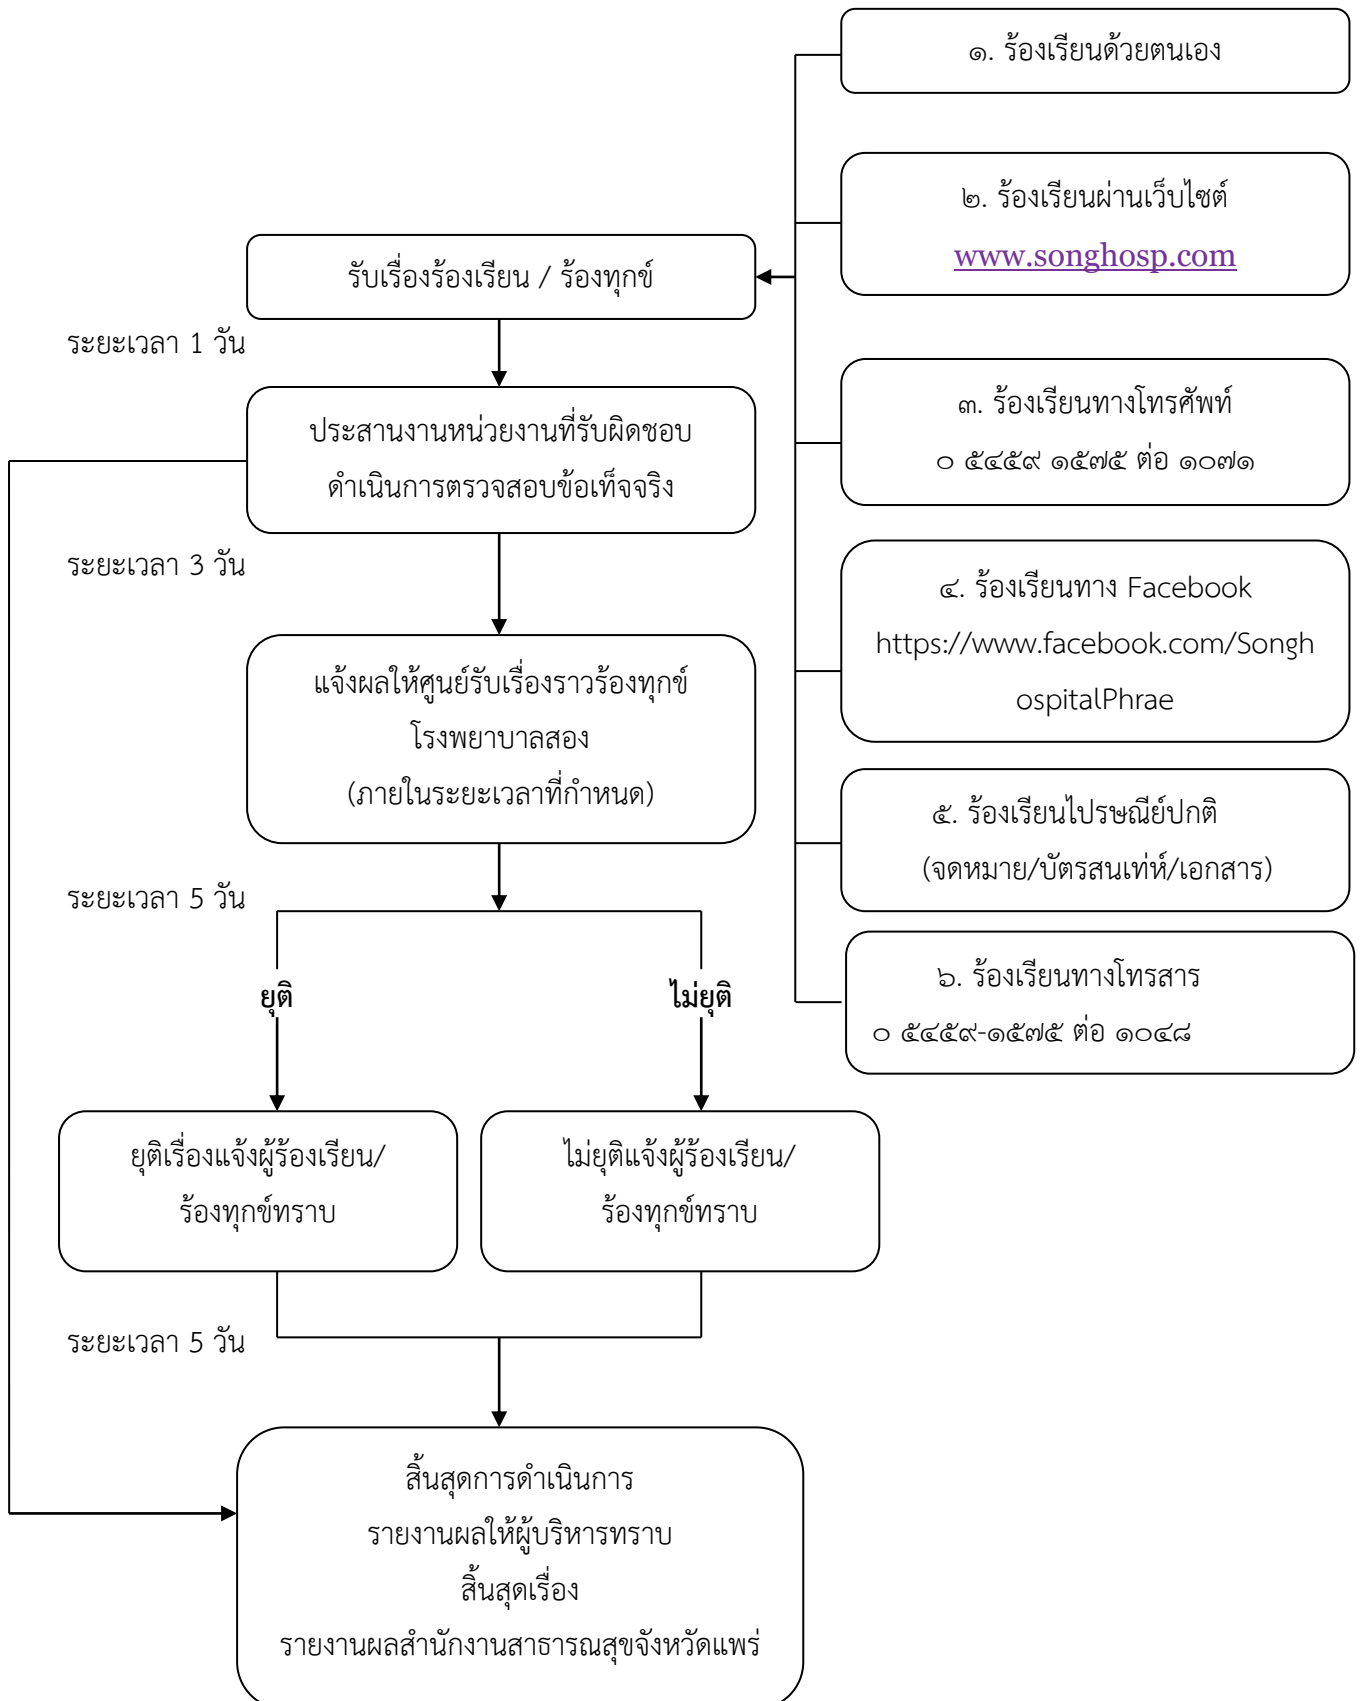 ๑. ร้องเรียนด้วยตนเอง
๒. ร้องเรียนผ่านเว็บไซต์
www.songhosp.com
รับเรื่องร้องเรียน / ร้องทุกข์
ระยะเวลา 1 วัน
๓. ร้องเรียนทางโทรศัพท์
๐ ๕๔๕๙ ๑๕๗๕ ต่อ ๑๐๗๑
ประสานงานหน่วยงานที่รับผิดชอบ
ดำเนินการตรวจสอบข้อเท็จจริง
ระยะเวลา 3 วัน
๔. ร้องเรียนทาง Facebook
https://www.facebook.com/Songh
ospitalPhrae
แจ้งผลให้ศูนย์รับเรื่องราวร้องทุกข์
โรงพยาบาลสอง
(ภายในระยะเวลาที่กำหนด)
๕. ร้องเรียนไปรษณีย์ปกติ
(จดหมาย/บัตรสนเท่ห์/เอกสาร)
ระยะเวลา 5 วัน
๖. ร้องเรียนทางโทรสาร
๐ ๕๔๕๙-๑๕๗๕ ต่อ ๑๐๔๘
ยุติ
ไม่ยุติ
ยุติเรื่องแจ้งผู้ร้องเรียน/
ร้องทุกข์ทราบ
ไม่ยุติแจ้งผู้ร้องเรียน/
ร้องทุกข์ทราบ
ระยะเวลา 5 วัน
สิ้นสุดการดำเนินการ
รายงานผลให้ผู้บริหารทราบ
สิ้นสุดเรื่อง
รายงานผลสำนักงานสาธารณสุขจังหวัดแพร่